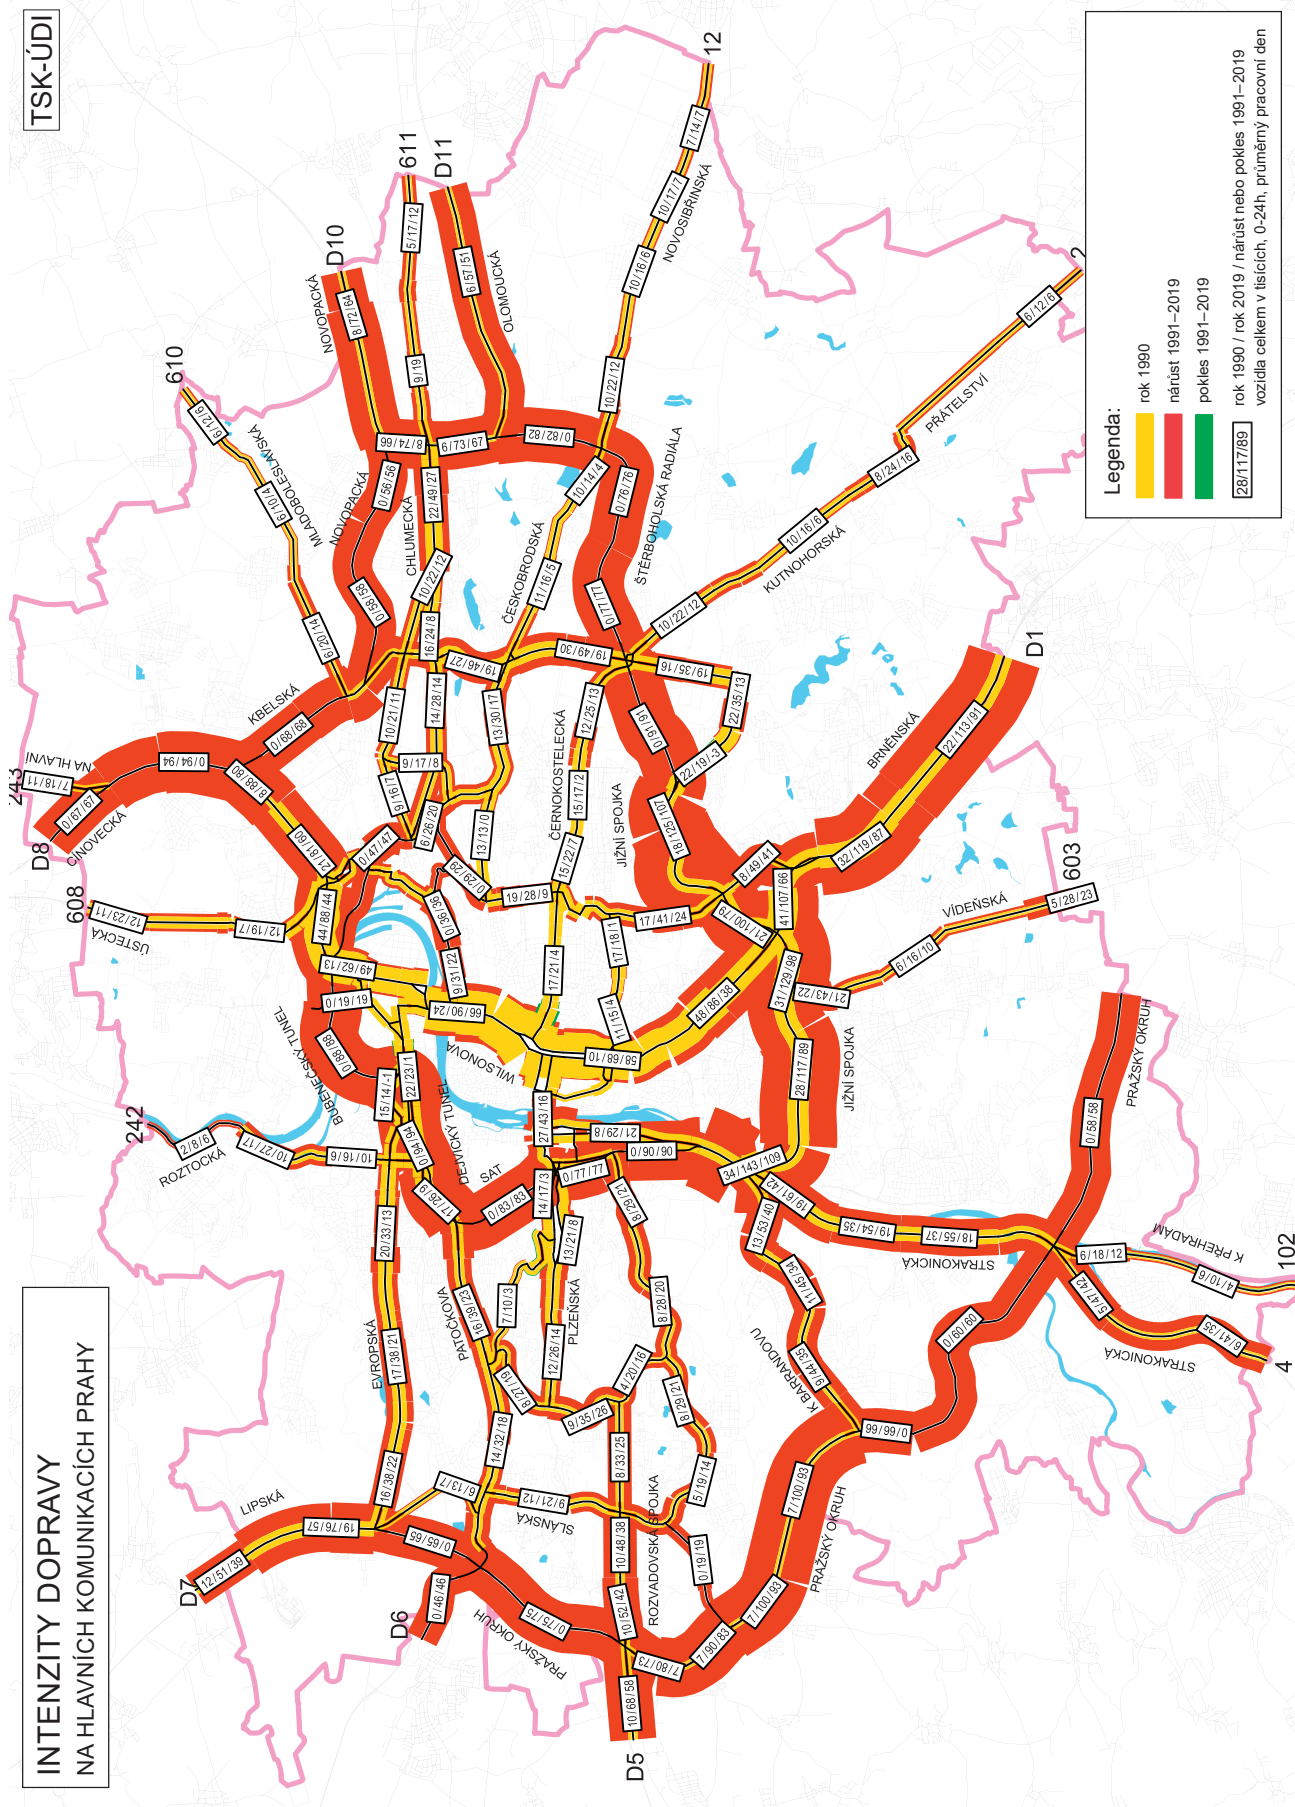 INTENZITY DOPRAVY
NA HLAVNÍCH KOMUNIKACÍCH PRAHY
TSK-ÚDI
D7
LIPSKÁ
12/51/39
19/76/57
0/65/65
D6
0/46/46
PRAŽSKÝ OKRUH
0/75/75
6/13/7
16/38/22
EVROPSKÁ
17/38/21
20/33/13
242
ROZTOCKÁ
2/8/6
10/27/17
10/16/6
15/14/-1
22/23/1
BUBENEČSKÝ TUNEL
0/88/88
0/61/61
DEJVICKÝ TUNEL
0/94/94
17/26/9
SAT
0/83/83
PATOČKOVA
16/39/23
14/32/18
7/10/3
8/27/19
PLZEŇSKÁ
12/26/14
13/21/8
14/17/3
27/43/16
0/77/77
9/35/26
4/20/16
8/28/20
8/29/21
8/29/21
5/19/14
8/33/25
SLÁNSKÁ
9/21/12
10/48/38
ROZVADOVSKÁ SPOJKA
10/52/42
10/68/58
D5
7/80/73
7/90/83
0/19/19
7/100/93
7/100/93
PRAŽSKÝ OKRUH
0/66/66
K BARRANDOVU
9/44/35
11/45/34
13/53/40
0/60/60
608
ÚSTECKÁ
12/23/11
12/19/7
D8
CÍNOVECKÁ
0/67/67
243
NA HLAVNÍ
7/18/11
0/94/94
8/88/80
21/81/60
44/88/44
49/62/13
KBELSKÁ
0/68/68
0/47/47
9/16/7
6/26/20
9/17/8
10/21/11
14/28/14
0/29/29
0/36/36
9/31/22
WILSONOVA
66/90/24
13/13/0
13/30/17
19/28/9
17/21/4
15/22/7
15/17/2
12/25/13
ČERNOKOSTELECKÁ
17/18/1
11/15/4
58/68/10
48/86/38
17/41/24
21/29/8
0/90/90
34/143/109
19/61/42
19/54/35
18/55/37
STRAKONICKÁ
5/47/42
6/41/35
STRAKONICKÁ
4
6/18/12
4/10/6
K PŘEHRADÁM
102
0/58/58
PRAŽSKÝ OKRUH
JIŽNÍ SPOJKA
28/117/89
31/129/98
21/43/22
6/16/10
VÍDEŇSKÁ
5/28/23
603
41/107/66
21/100/79
8/49/41
32/119/87
BRNĚNSKÁ
22/113/91
D1
JIŽNÍ SPOJKA
18/125/107
22/19/-3
22/35/13
19/35/16
0/91/91
610
6/12/6
MLADOBOLESLAVSKÁ
6/10/4
6/20/14
NOVOPACKÁ
0/58/58
0/56/56
NOVOPACKÁ
D10
8/72/64
8/74/66
611
5/17/12
9/19
D11
6/57/51
OLOMOUCKÁ
6/73/67
0/82/82
CHLUMECKÁ
22/49/27
10/22/12
16/24/8
19/46/27
ČESKOBRODSKÁ
11/16/5
10/14/4
19/49/30
0/77/77
0/76/76
ŠTĚRBOHOLSKÁ RADIÁLA
10/22/12
10/16/6
10/17/7
7/14/7
NOVOSIBŘINSKÁ
12
10/22/12
KUTNOHORSKÁ
10/16/6
8/24/16
PŘÁTELSTVÍ
6/12/6
2
Legenda:
rok 1990
nárůst 1991–2019
pokles 1991–2019
28/117/89 rok 1990 / rok 2019 / nárůst nebo pokles 1991–2019
vozidla celkem v tisících, 0-24h, průměrný pracovní den